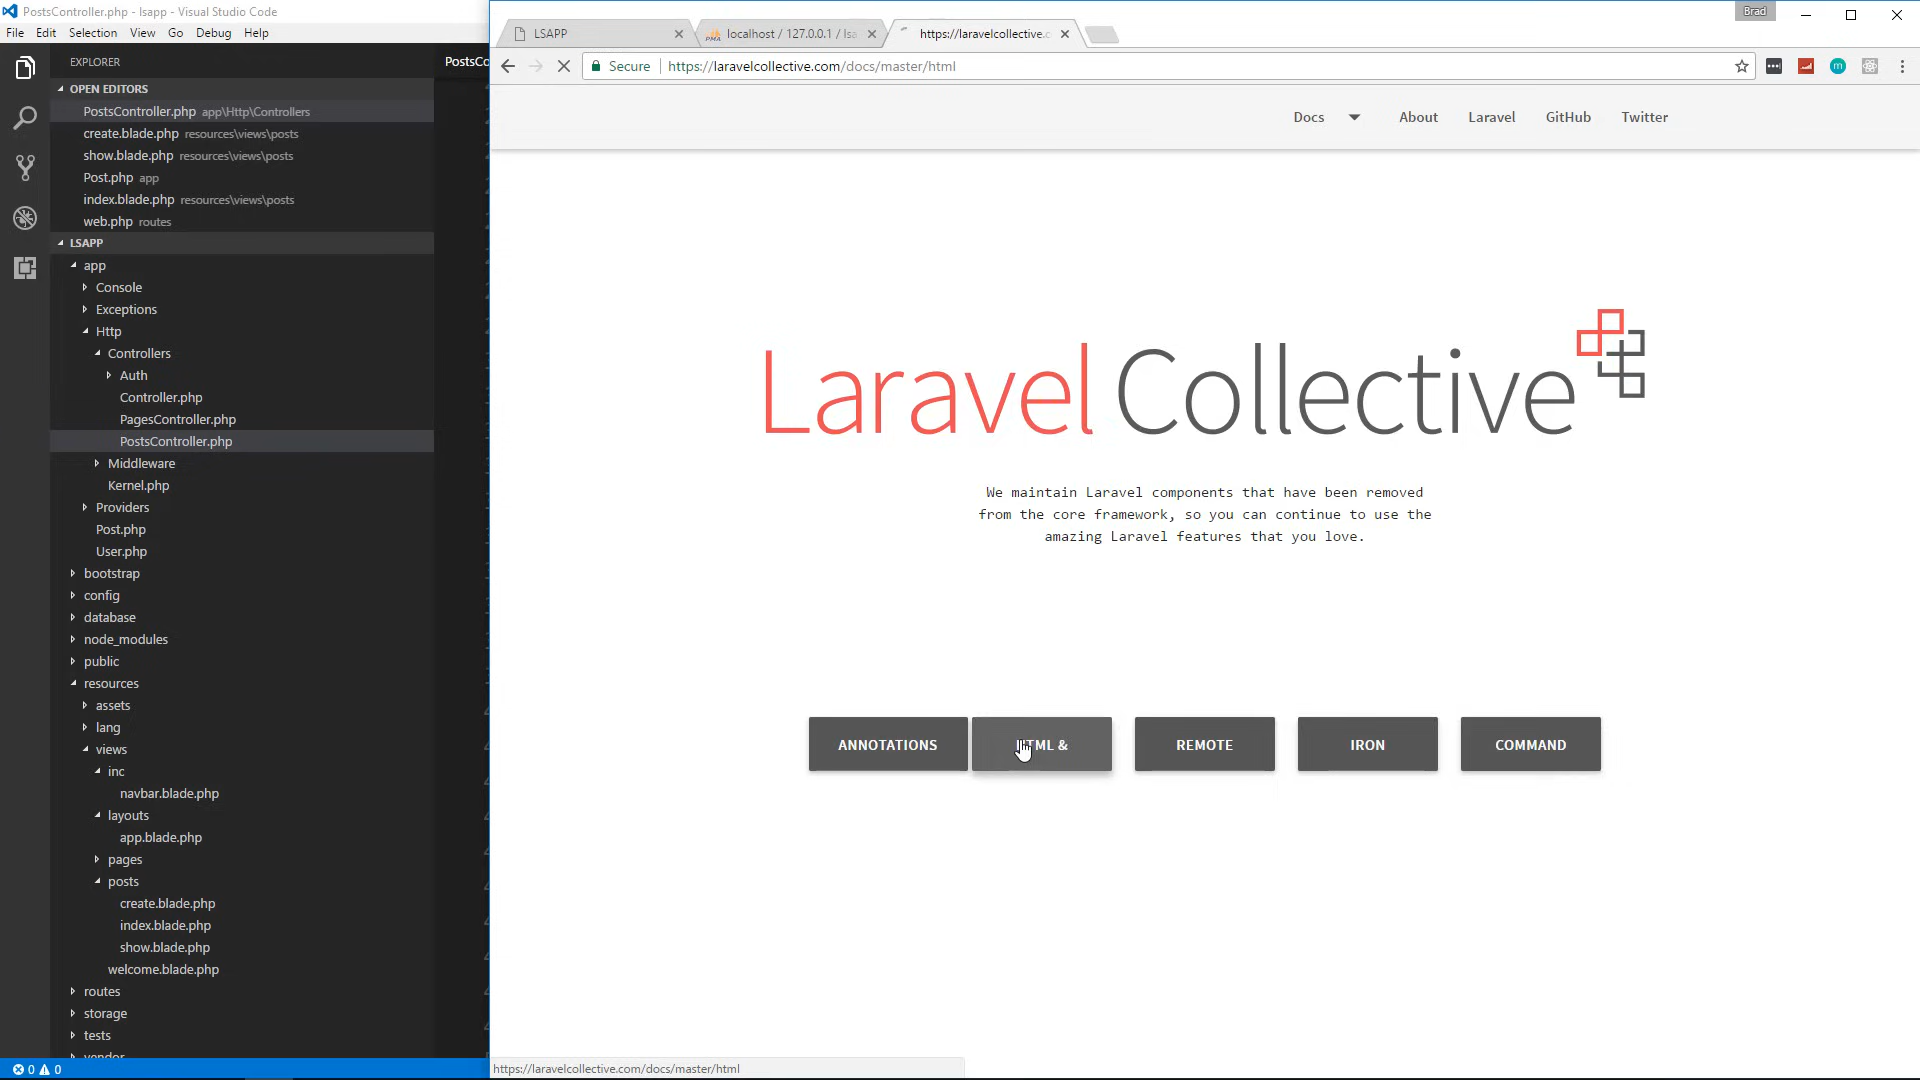 PostsController.php - lsapp - Visual Studio Code
File Edit Selection View Go Debug Help
EXPLORER
OPEN EDITORS
PostsController.php app\Http\Controllers
create.blade.php resources\views\posts
show.blade.php resources\views\posts
Post.php app
index.blade.php resources\views\posts
web.php routes
LSAPP
app
Console
Exceptions
Http
Controllers
Auth
Controller.php
PagesController.php
PostsController.php
Middleware
Kernel.php
Providers
Post.php
User.php
bootstrap
config
database
node_modules
public
resources
assets
lang
views
inc
navbar.blade.php
layouts
app.blade.php
pages
posts
create.blade.php
index.blade.php
show.blade.php
welcome.blade.php
routes
storage
tests
vendor
0 0
PostsCo
Brad
LSAPP
localhost / 127.0.0.1 / lsa
https://laravelcollective.c
Secure https://laravelcollective.com/docs/master/html
Docs About Laravel GitHub Twitter
Laravel Collective
We maintain Laravel components that have been removed
from the core framework, so you can continue to use the
amazing Laravel features that you love.
ANNOTATIONS HTML & REMOTE IRON COMMAND
https://laravelcollective.com/docs/master/html